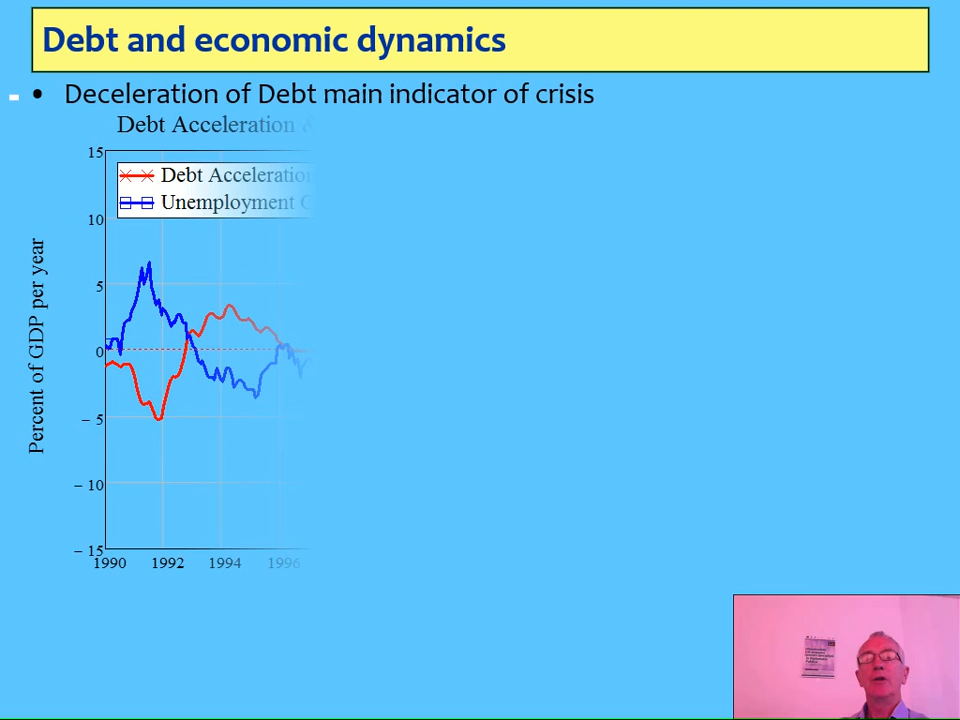 Debt and economic dynamics
• Deceleration of Debt main indicator of crisis
Debt Acceleration
15
Debt Acceleration
Unemployment
10
5
0
– 5
– 10
– 15
Percent of GDP per year
1990 1992 1994 1996